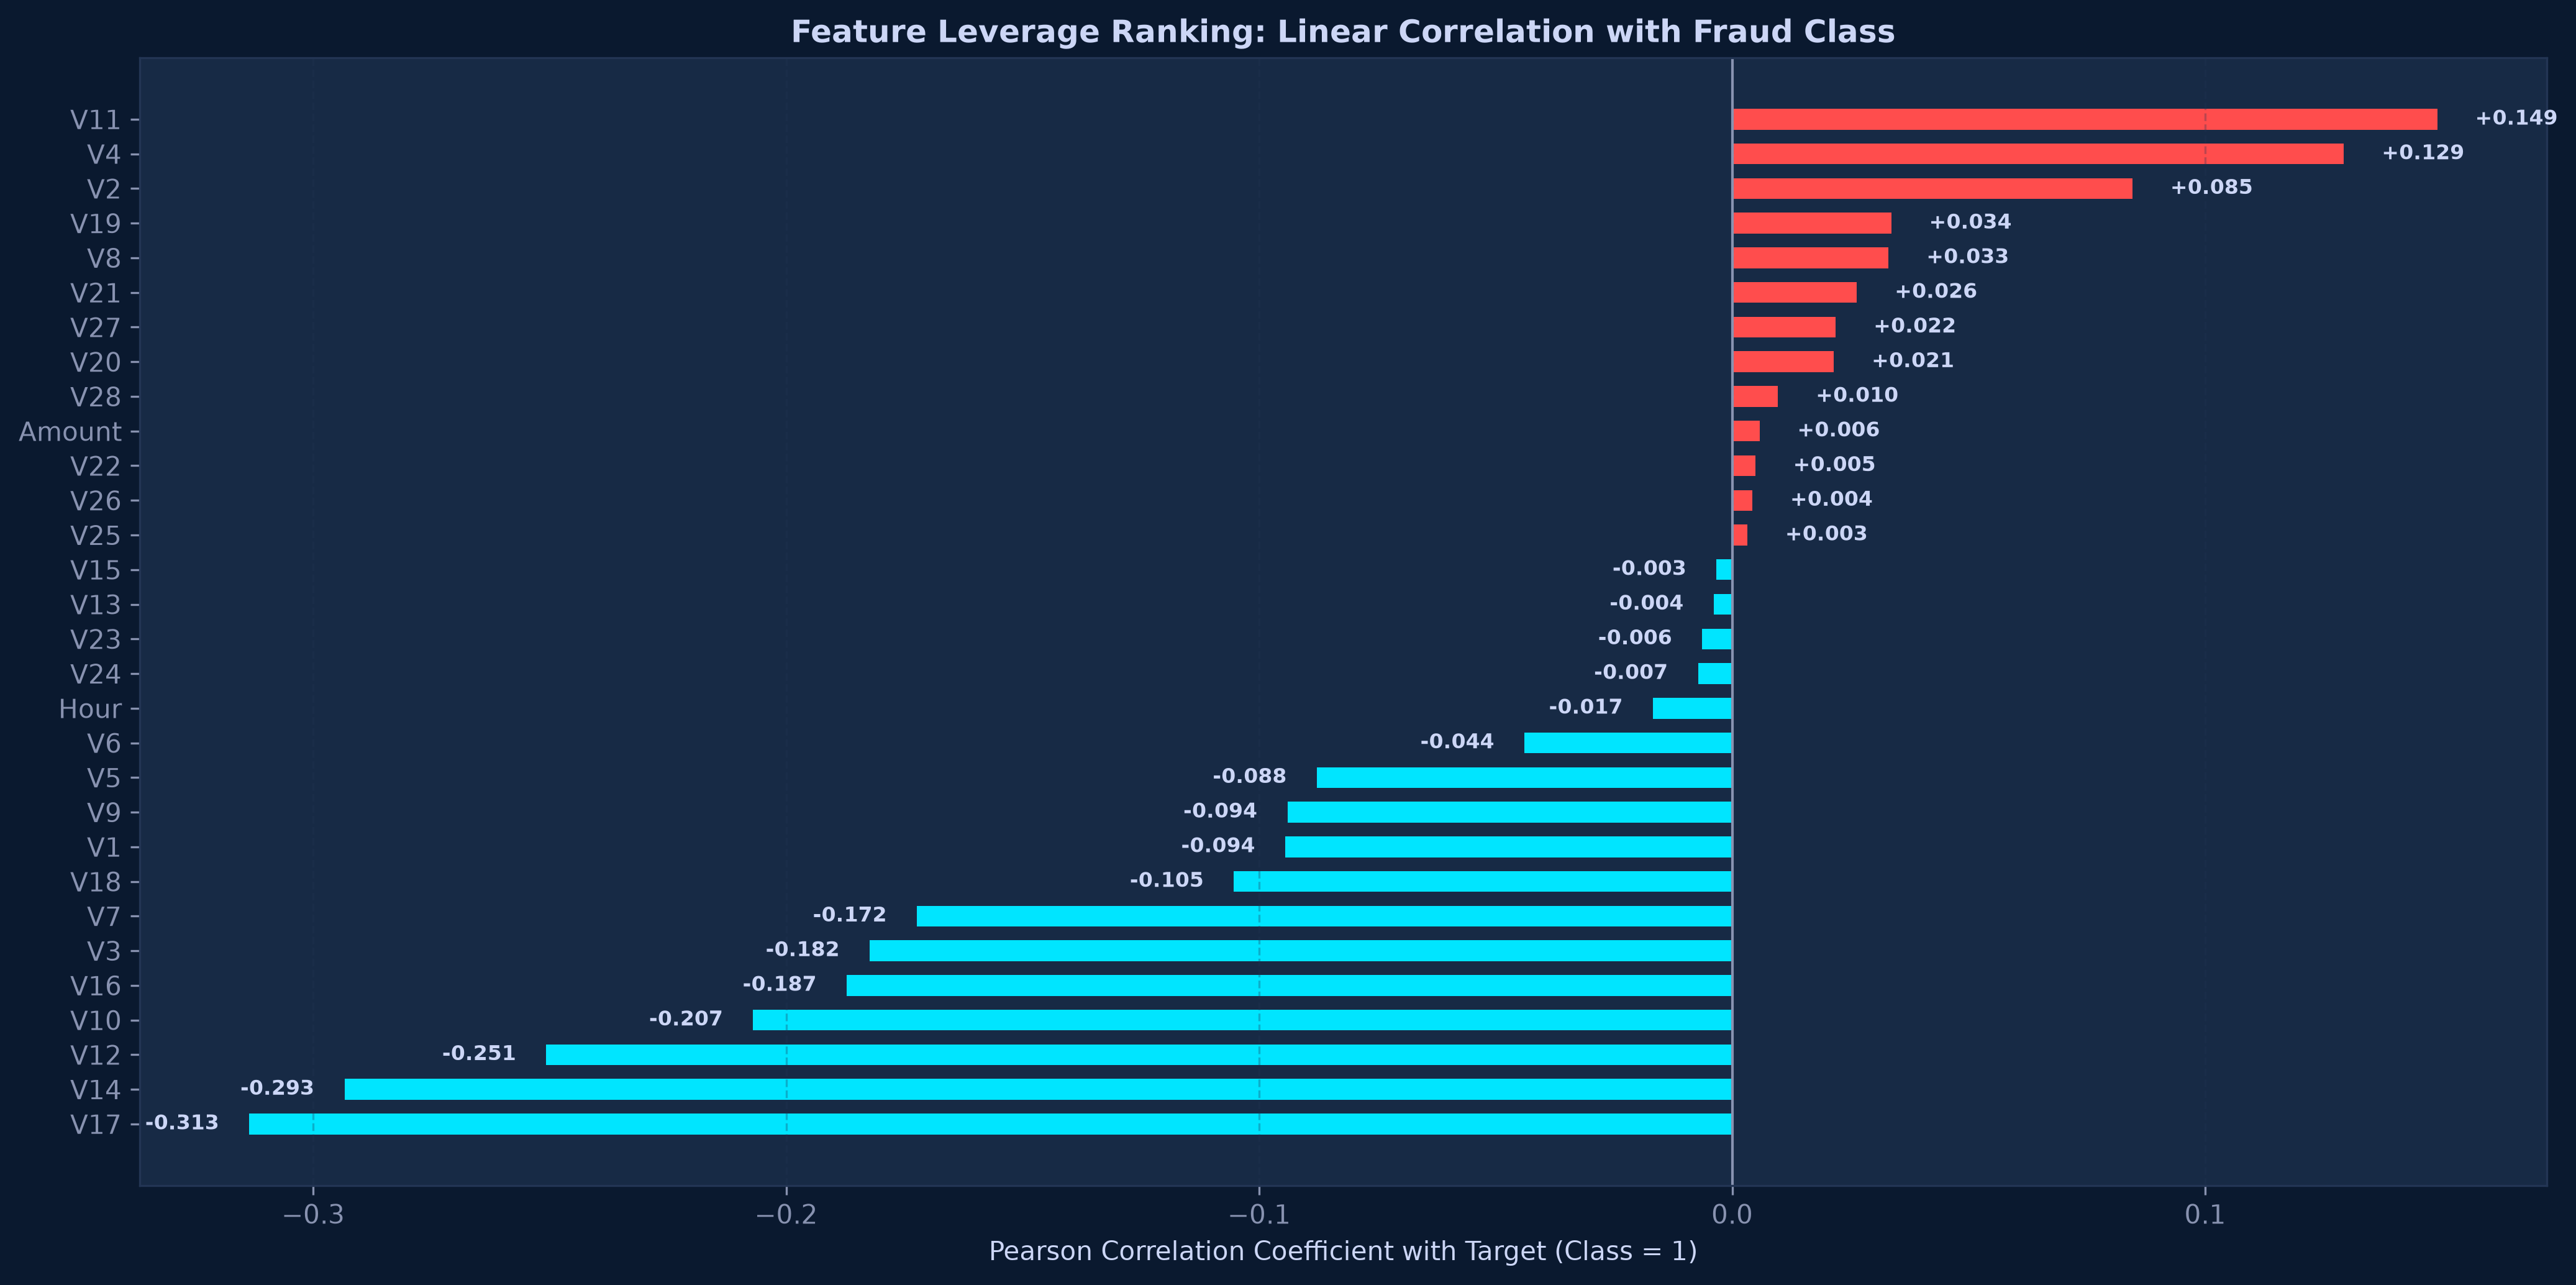 Feature Leverage Ranking: Linear Correlation with Fraud Class
V11 +0.149
V4 +0.129
V2 +0.085
V19 +0.034
V8 +0.033
V21 +0.026
V27 +0.022
V20 +0.021
V28 +0.010
Amount +0.006
V22 +0.005
V26 +0.004
V25 +0.003
V15 -0.003
V13 -0.004
V23 -0.006
V24 -0.007
Hour -0.017
V6 -0.044
V5 -0.088
V9 -0.094
V1 -0.094
V18 -0.105
V7 -0.172
V3 -0.182
V16 -0.187
V10 -0.207
V12 -0.251
V14 -0.293
V17 -0.313
−0.3 −0.2 −0.1 0.0 0.1
Pearson Correlation Coefficient with Target (Class = 1)